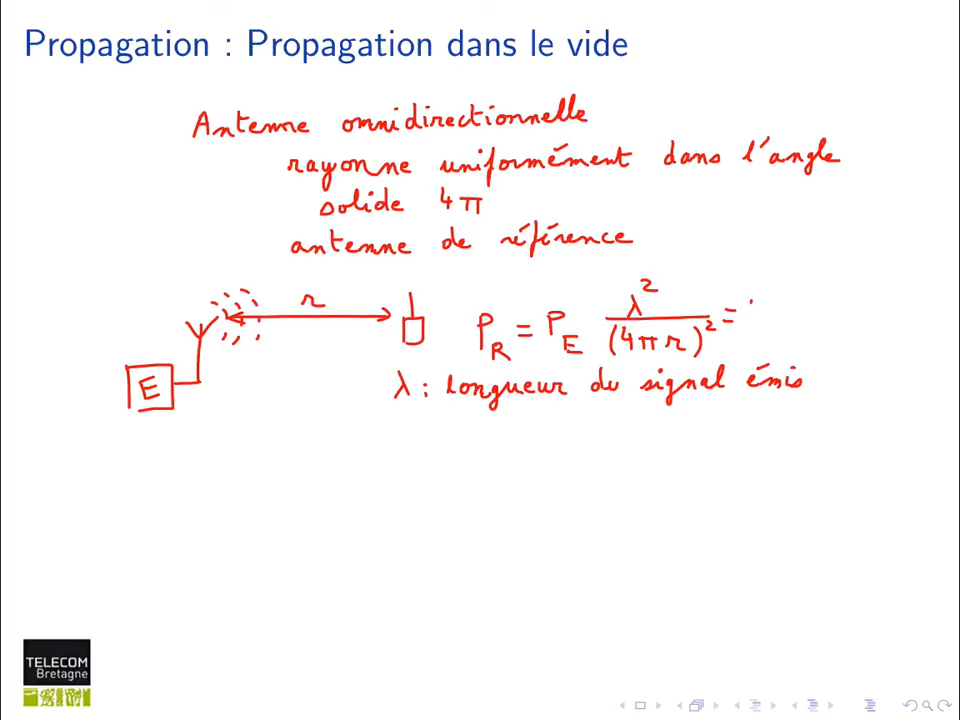 Propagation : Propagation dans le vide
Antenne omnidirectionnelle
rayonne uniformément dans l'angle
solide 4π
antenne de référence
r
P_R = P_E λ²/(4πr)² =
E
λ : longueur du signal émis
TELECOM
Bretagne